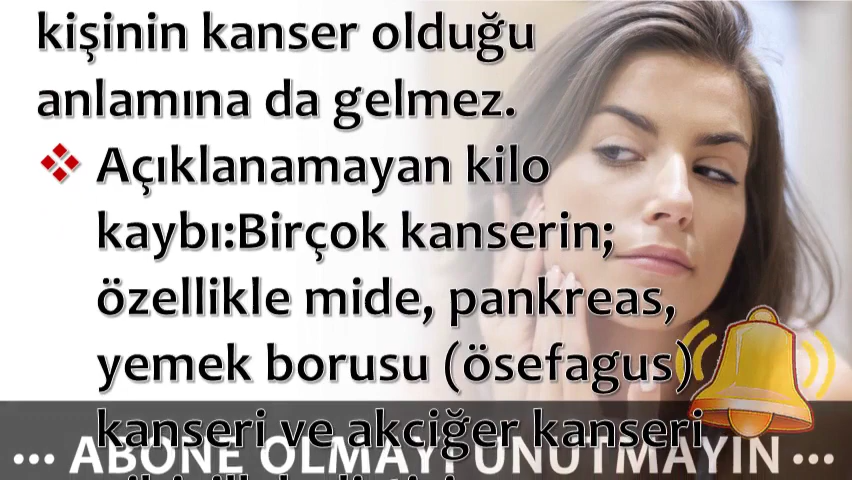 kişinin kanser olduğu
anlamına da gelmez.
❖ Açıklanamayan kilo
kaybı:Birçok kanserin;
özellikle mide, pankreas,
yemek borusu (ösefagus)
kanseri ve akciğer kanseri
••• ABONE OLMAYI UNUTMAYIN •••